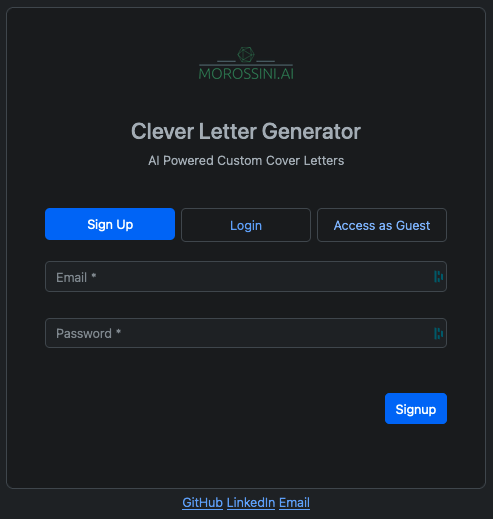 MOROSSINI.AI
Clever Letter Generator
AI Powered Custom Cover Letters
Sign Up Login Access as Guest
Email *
Password *
Signup
GitHub LinkedIn Email